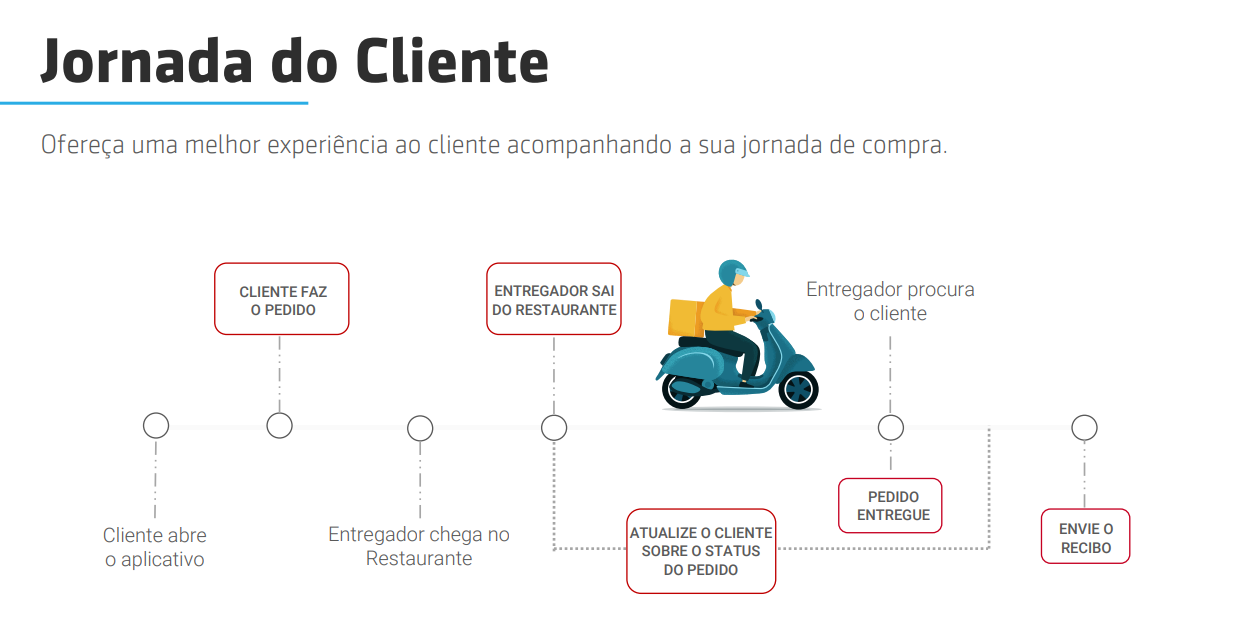 Jornada do Cliente
Ofereça uma melhor experiência ao cliente acompanhando a sua jornada de compra.
CLIENTE FAZ
O PEDIDO
ENTREGADOR SAI
DO RESTAURANTE
Entregador procura
o cliente
Cliente abre
o aplicativo
Entregador chega no
Restaurante
ATUALIZE O CLIENTE
SOBRE O STATUS
DO PEDIDO
PEDIDO
ENTREGUE
ENVIE O
RECIBO